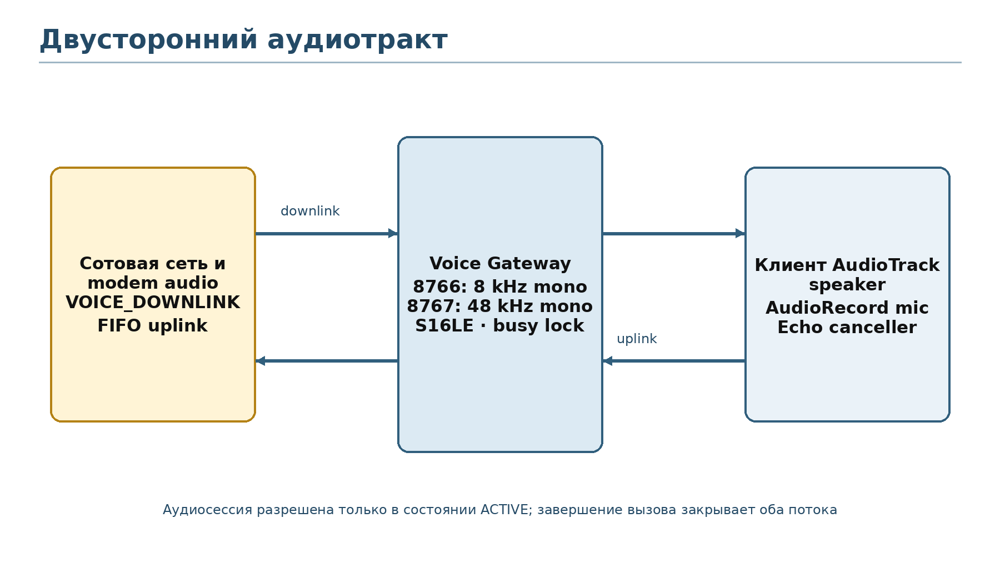 Двусторонний аудиотракт
downlink
Сотовая сеть и
modem audio
VOICE_DOWNLINK
FIFO uplink
Voice Gateway
8766: 8 kHz mono
8767: 48 kHz mono
S16LE · busy lock
uplink
Клиент AudioTrack
speaker
AudioRecord mic
Echo canceller
Аудиосессия разрешена только в состоянии ACTIVE; завершение вызова закрывает оба потока